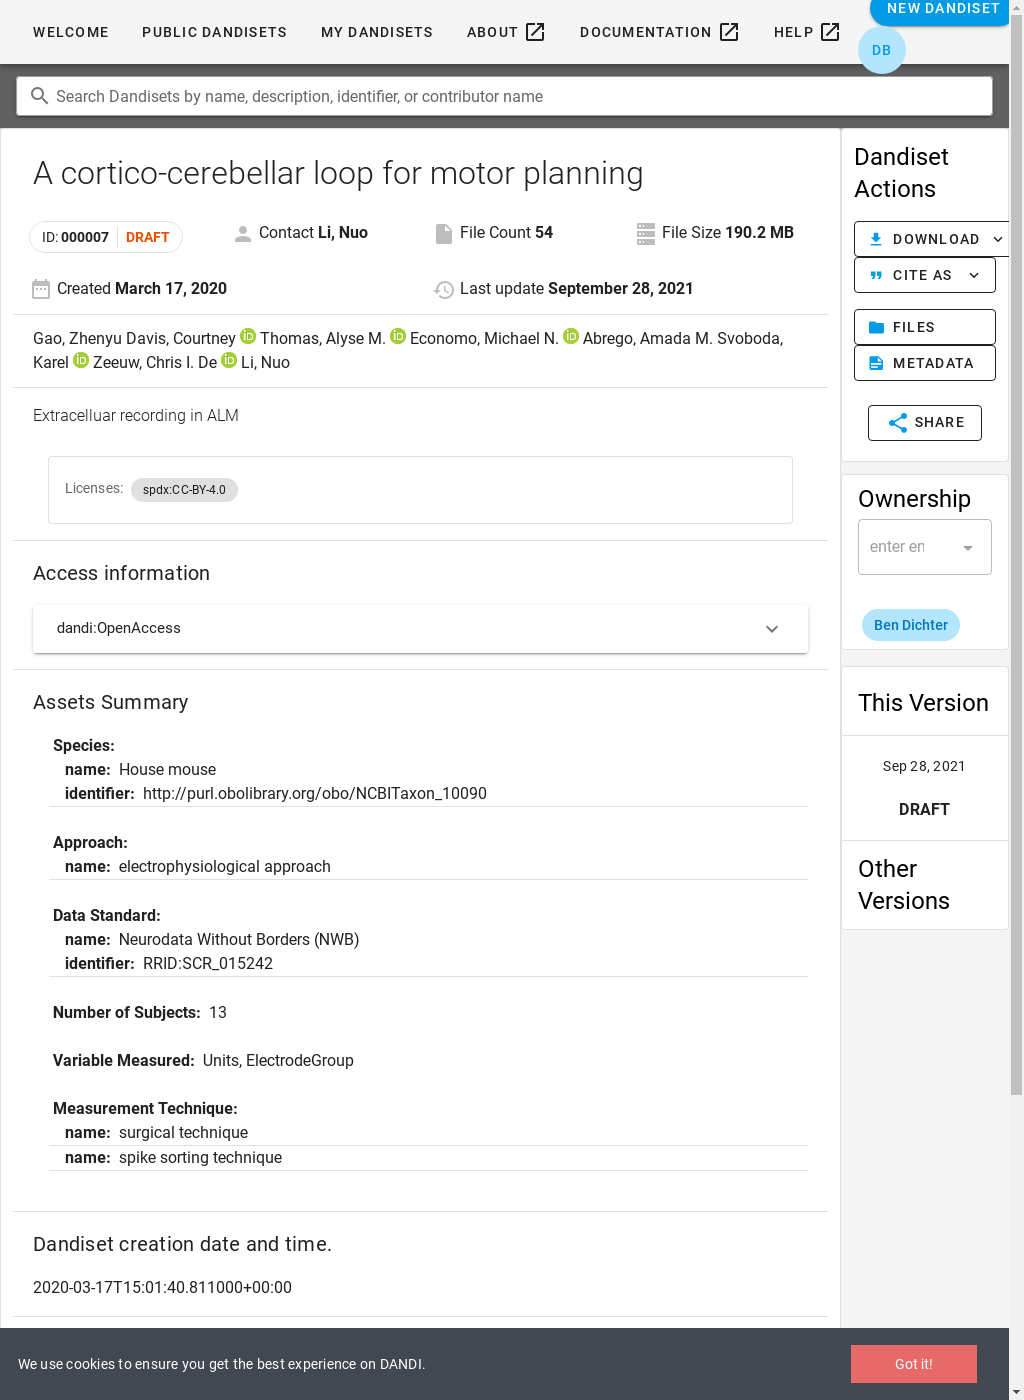 WELCOME PUBLIC DANDISETS MY DANDISETS ABOUT DOCUMENTATION HELP NEW DANDISET
DB
Search Dandisets by name, description, identifier, or contributor name
A cortico-cerebellar loop for motor planning
ID: 000007 DRAFT Contact Li, Nuo File Count 54 File Size 190.2 MB
Created March 17, 2020 Last update September 28, 2021
Gao, Zhenyu Davis, Courtney iD Thomas, Alyse M. iD Economo, Michael N. iD Abrego, Amada M. Svoboda,
Karel iD Zeeuw, Chris I. De iD Li, Nuo
Extracelluar recording in ALM
Licenses: spdx:CC-BY-4.0
Access information
dandi:OpenAccess
Assets Summary
Species:
name: House mouse
identifier: http://purl.obolibrary.org/obo/NCBITaxon_10090
Approach:
name: electrophysiological approach
Data Standard:
name: Neurodata Without Borders (NWB)
identifier: RRID:SCR_015242
Number of Subjects: 13
Variable Measured: Units, ElectrodeGroup
Measurement Technique:
name: surgical technique
name: spike sorting technique
Dandiset creation date and time.
2020-03-17T15:01:40.811000+00:00
Dandiset
Actions
DOWNLOAD
CITE AS
FILES
METADATA
SHARE
Ownership
enter en
Ben Dichter
This Version
Sep 28, 2021
DRAFT
Other
Versions
We use cookies to ensure you get the best experience on DANDI.
Got it!